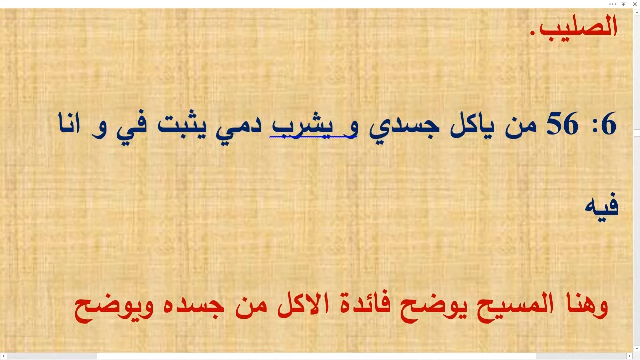 الصليب.
6: 56 من ياكل جسدي و يشرب دمي يثبت في و انا
فيه
وهنا المسيح يوضح فائدة الاكل من جسده ويوضح